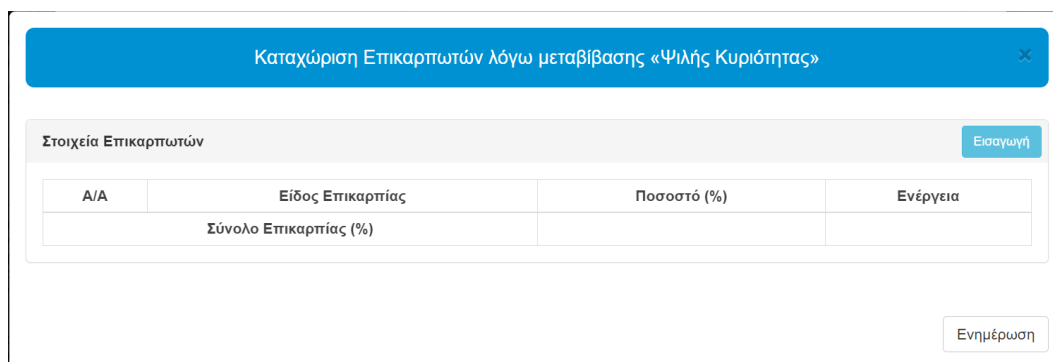 Καταχώριση Επικαρπωτών λόγω μεταβίβασης «Ψιλής Κυριότητας» ×
Στοιχεία Επικαρπωτών Εισαγωγή
Α/Α Είδος Επικαρπίας Ποσοστό (%) Ενέργεια
Σύνολο Επικαρπίας (%)
Ενημέρωση